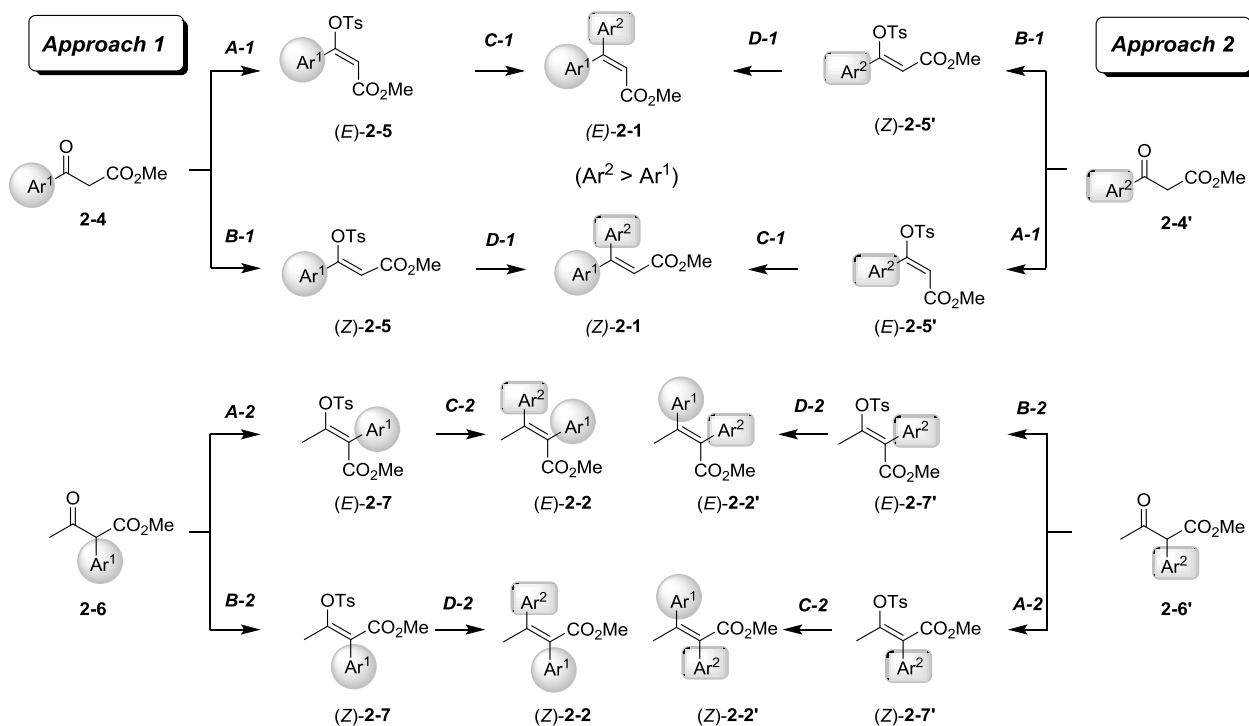 Approach 1
A-1
OTs
Ar1
CO2Me
(E)-2-5
C-1
Ar2
Ar1
CO2Me
(E)-2-1
(Ar2 > Ar1)
D-1
OTs
Ar2
CO2Me
(Z)-2-5'
B-1
Approach 2
O
Ar1
CO2Me
2-4
O
Ar2
CO2Me
2-4'
B-1
OTs
Ar1
CO2Me
(Z)-2-5
D-1
Ar2
Ar1
CO2Me
(Z)-2-1
C-1
OTs
Ar2
CO2Me
(E)-2-5'
A-1
A-2
OTs
Ar1
CO2Me
(E)-2-7
C-2
Ar2
Ar1
CO2Me
(E)-2-2
Ar1
Ar2
CO2Me
(E)-2-2'
D-2
OTs
Ar2
CO2Me
(E)-2-7'
B-2
O
CO2Me
Ar1
2-6
O
CO2Me
Ar2
2-6'
B-2
OTs
CO2Me
Ar1
(Z)-2-7
D-2
Ar2
CO2Me
Ar1
(Z)-2-2
Ar1
CO2Me
Ar2
(Z)-2-2'
C-2
OTs
CO2Me
Ar2
(Z)-2-7'
A-2